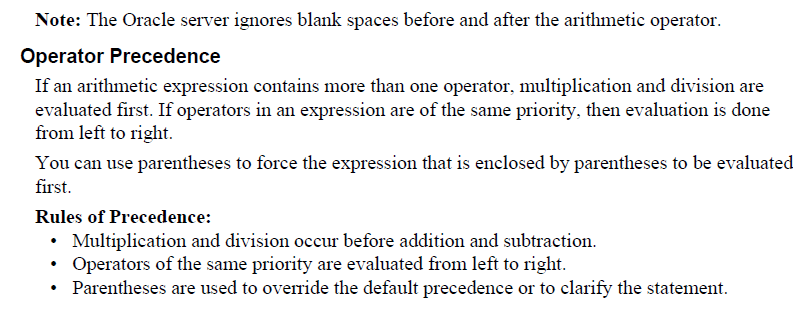 Note: The Oracle server ignores blank spaces before and after the arithmetic operator.
Operator Precedence
If an arithmetic expression contains more than one operator, multiplication and division are
evaluated first. If operators in an expression are of the same priority, then evaluation is done
from left to right.
You can use parentheses to force the expression that is enclosed by parentheses to be evaluated
first.
Rules of Precedence:
• Multiplication and division occur before addition and subtraction.
• Operators of the same priority are evaluated from left to right.
• Parentheses are used to override the default precedence or to clarify the statement.